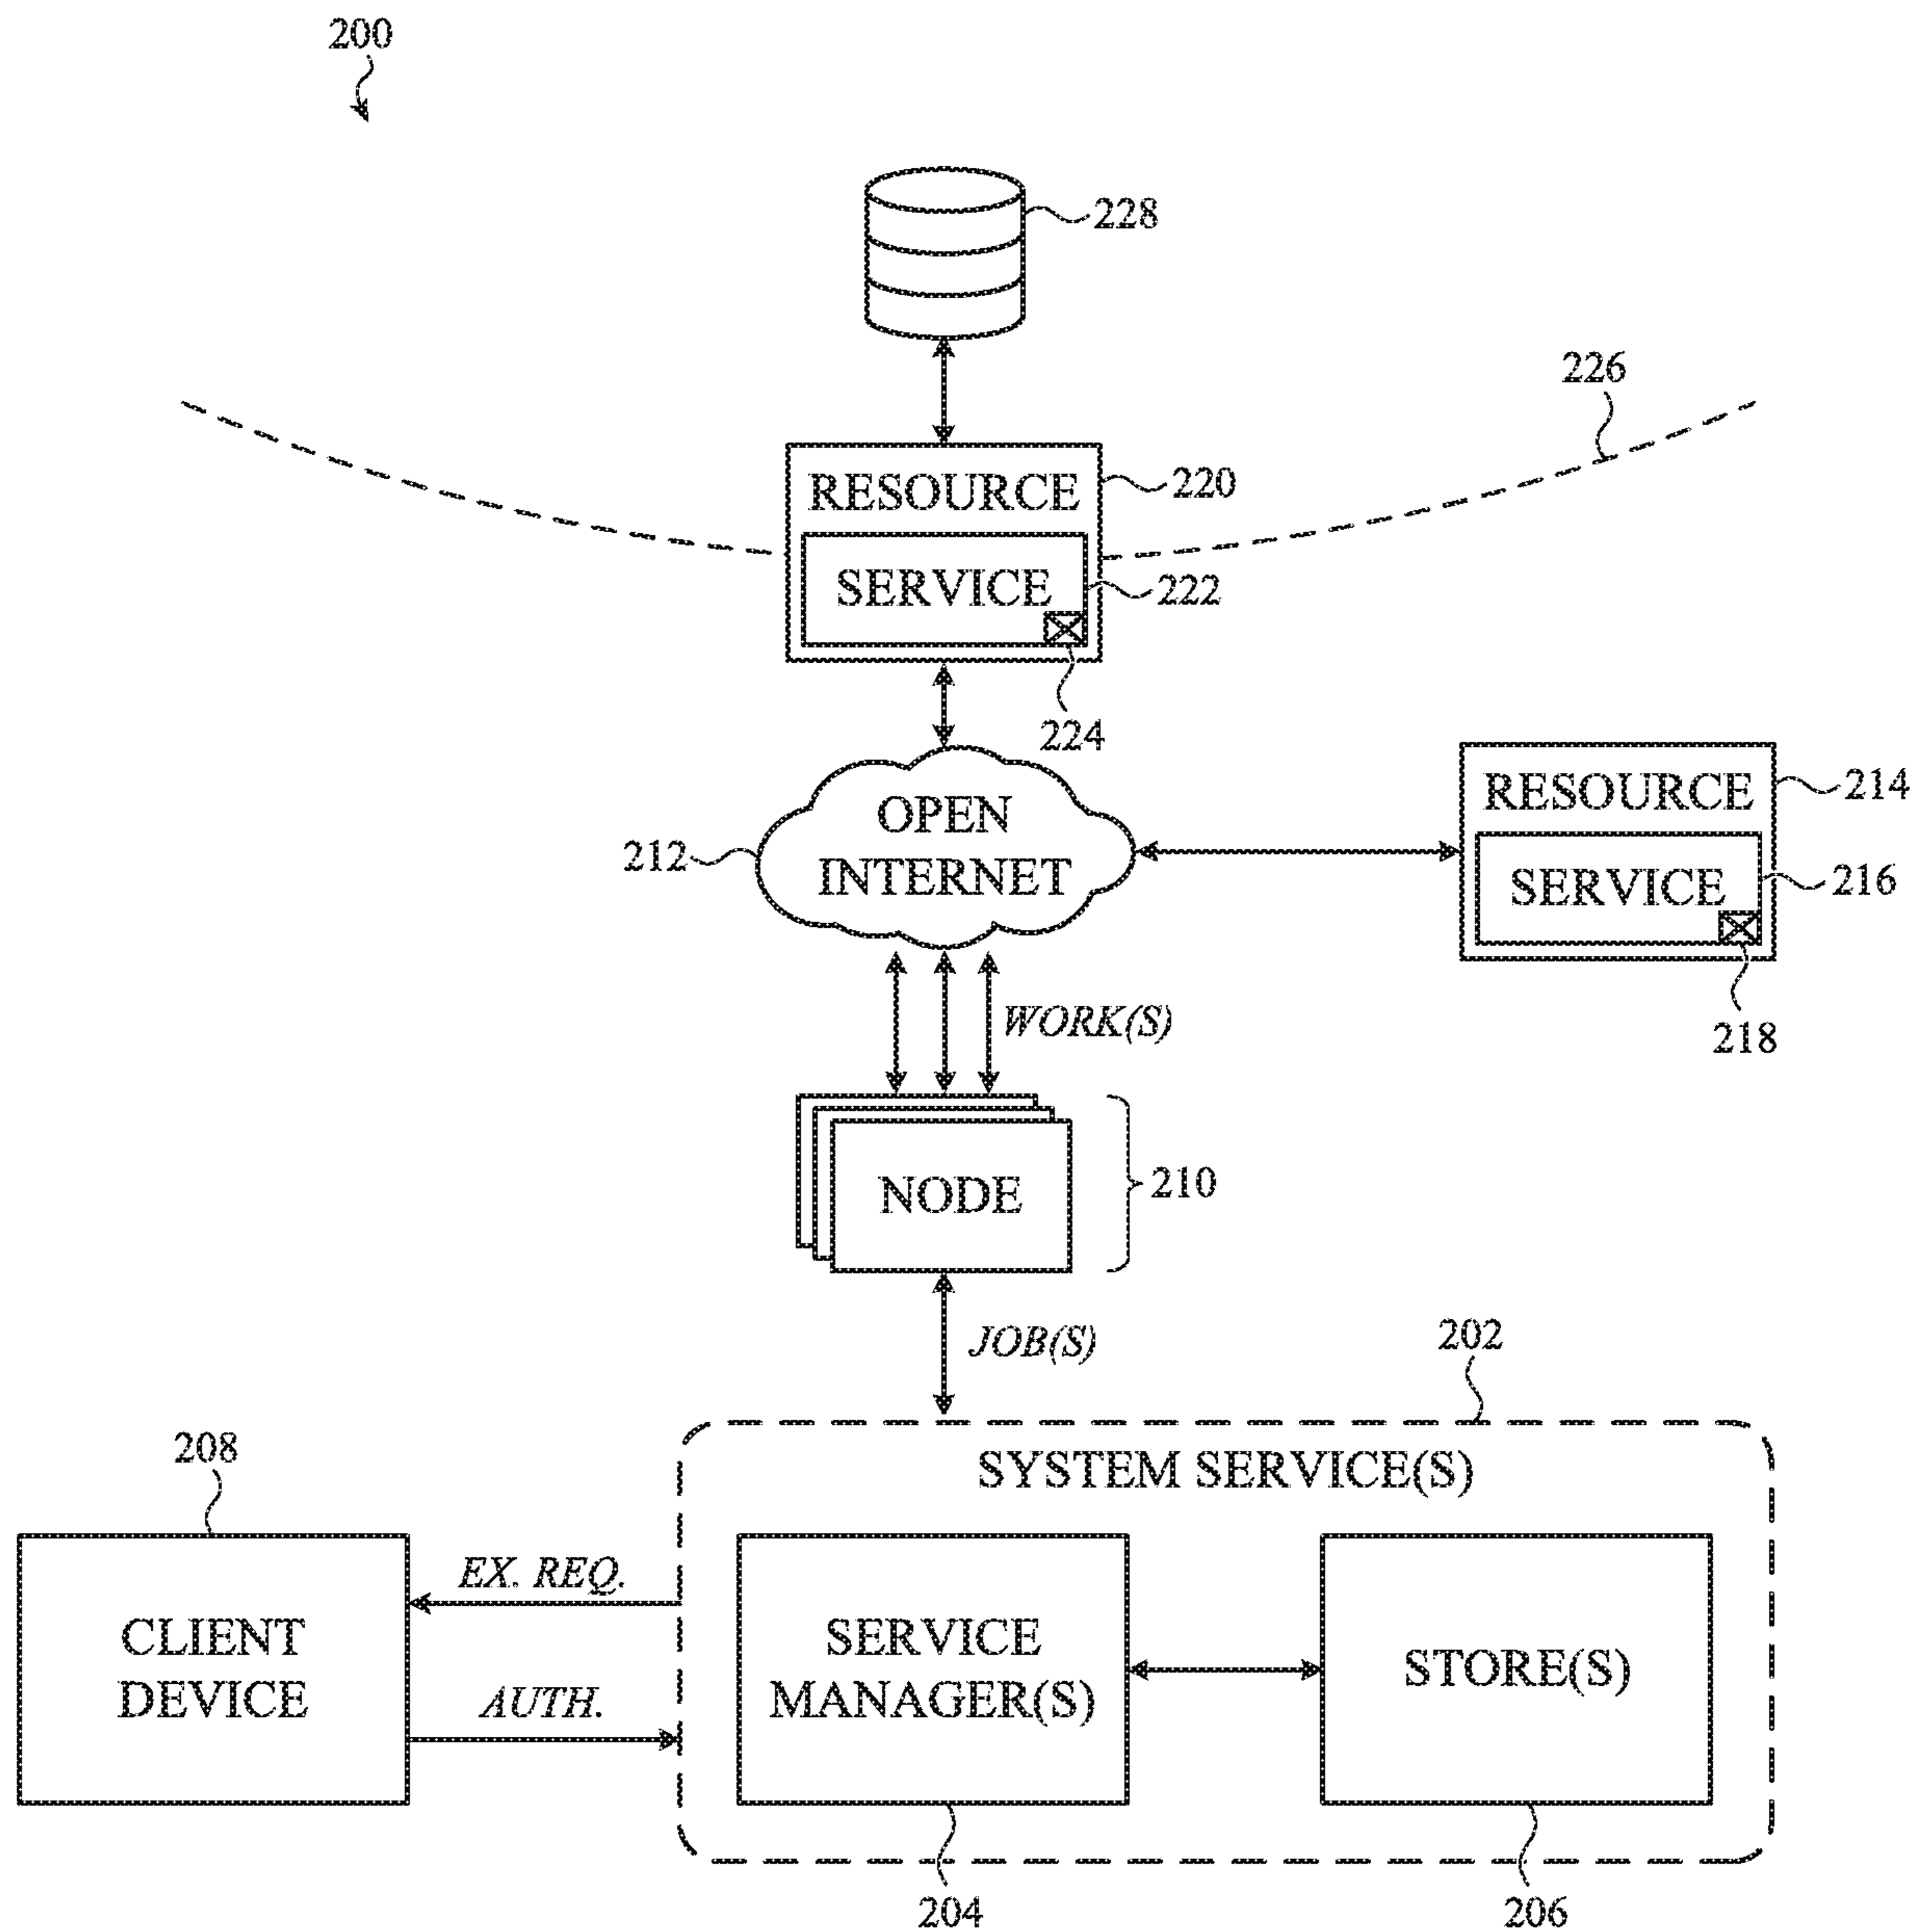 200
228
226
RESOURCE
220
SERVICE
222
224
OPEN
INTERNET
212
RESOURCE
214
SERVICE
216
218
WORK(S)
NODE
210
JOB(S)
202
SYSTEM SERVICE(S)
208
CLIENT
DEVICE
EX. REQ.
AUTH.
SERVICE
MANAGER(S)
STORE(S)
204
206